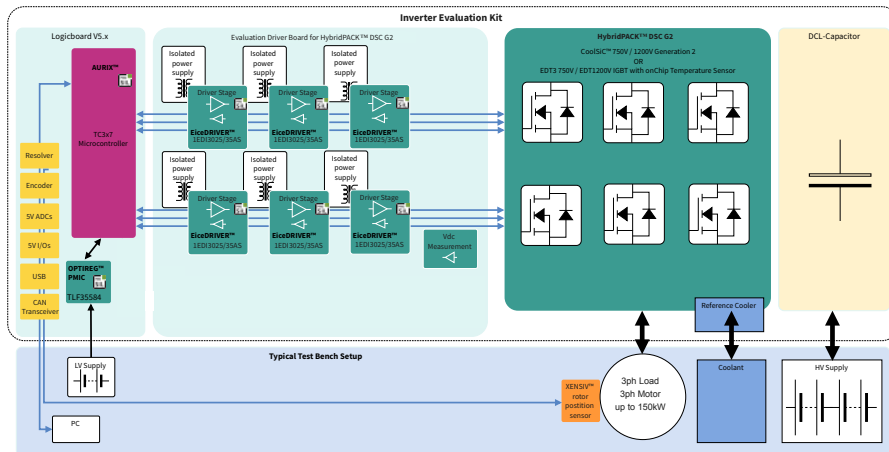 Inverter Evaluation Kit
Logicboard V5.x
AURIX™
TC3x7
Microcontroller
Resolver
Encoder
5V ADCs
5V I/Os
USB
CAN
Transceiver
OPTIREG™
PMIC
TLF35584
Evaluation Driver Board for HybridPACK™ DSC G2
Isolated
power
supply
Isolated
power
supply
Isolated
power
supply
Driver Stage
EiceDRIVER™
1EDI3025/35AS
Driver Stage
EiceDRIVER™
1EDI3025/35AS
Driver Stage
EiceDRIVER™
1EDI3025/35AS
Isolated
power
supply
Isolated
power
supply
Isolated
power
supply
Driver Stage
EiceDRIVER™
1EDI3025/35AS
Driver Stage
EiceDRIVER™
1EDI3025/35AS
Driver Stage
EiceDRIVER™
1EDI3025/35AS
Vdc
Measurement
HybridPACK™ DSC G2
CoolSiC™ 750V / 1200V Generation 2
OR
EDT3 750V / EDT1200V IGBT with onChip Temperature Sensor
Reference Cooler
DCL-Capacitor
Typical Test Bench Setup
LV Supply
PC
XENSIV™
rotor
postition
sensor
3ph Load
3ph Motor
up to 150kW
Coolant
HV Supply